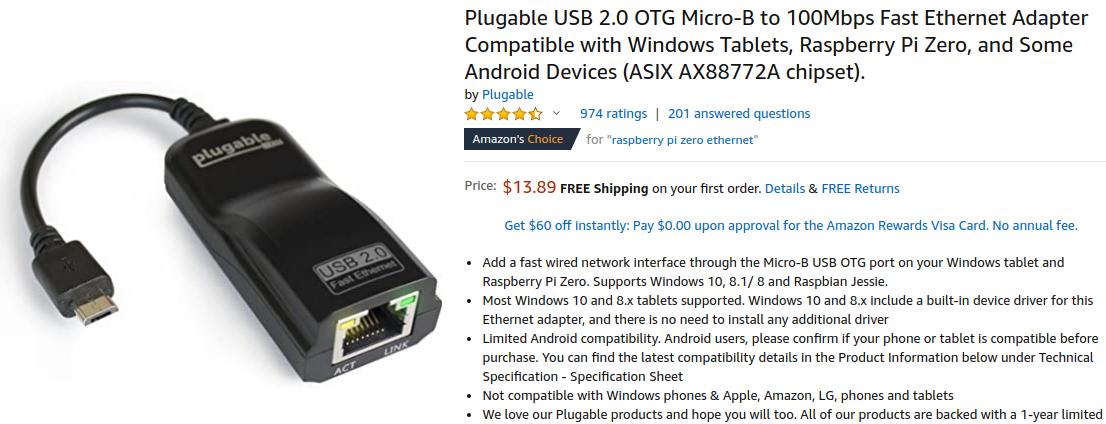 Plugable USB 2.0 OTG Micro-B to 100Mbps Fast Ethernet Adapter
Compatible with Windows Tablets, Raspberry Pi Zero, and Some
Android Devices (ASIX AX88772A chipset).
by Plugable
974 ratings | 201 answered questions
Amazon's Choice for "raspberry pi zero ethernet"
Price: $13.89 FREE Shipping on your first order. Details & FREE Returns
Get $60 off instantly: Pay $0.00 upon approval for the Amazon Rewards Visa Card. No annual fee.
• Add a fast wired network interface through the Micro-B USB OTG port on your Windows tablet and
Raspberry Pi Zero. Supports Windows 10, 8.1/ 8 and Raspbian Jessie.
• Most Windows 10 and 8.x tablets supported. Windows 10 and 8.x include a built-in device driver for this
Ethernet adapter, and there is no need to install any additional driver
• Limited Android compatibility. Android users, please confirm if your phone or tablet is compatible before
purchase. You can find the latest compatibility details in the Product Information below under Technical
Specification - Specification Sheet
• Not compatible with Windows phones & Apple, Amazon, LG, phones and tablets
• We love our Plugable products and hope you will too. All of our products are backed with a 1-year limited
plugable
USB 2.0
Fast Ethernet
ACT LINK